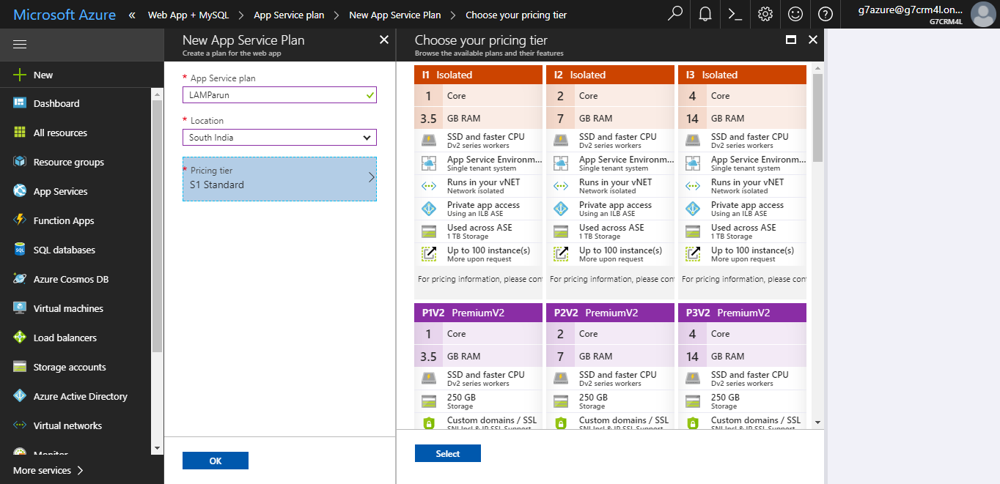 Microsoft Azure « Web App + MySQL > App Service plan > New App Service Plan > Choose your pricing tier
g7azure@g7crm4l.on...
G7CRM4L
New
Dashboard
All resources
Resource groups
App Services
Function Apps
SQL databases
Azure Cosmos DB
Virtual machines
Load balancers
Storage accounts
Azure Active Directory
Virtual networks
Monitor
More services >
New App Service Plan
Create a plan for the web app
* App Service plan
LAMParun
* Location
South India
* Pricing tier
S1 Standard
OK
Choose your pricing tier
Browse the available plans and their features
I1 Isolated
1 Core
3.5 GB RAM
SSD and faster CPU
Dv2 series workers
App Service Environm...
Single tenant system
Runs in your vNET
Network isolated
Private app access
Using an ILB ASE
Used across ASE
1 TB Storage
Up to 100 instance(s)
More upon request
For pricing information, please con
I2 Isolated
2 Core
7 GB RAM
SSD and faster CPU
Dv2 series workers
App Service Environm...
Single tenant system
Runs in your vNET
Network isolated
Private app access
Using an ILB ASE
Used across ASE
1 TB Storage
Up to 100 instance(s)
More upon request
For pricing information, please con
I3 Isolated
4 Core
14 GB RAM
SSD and faster CPU
Dv2 series workers
App Service Environm...
Single tenant system
Runs in your vNET
Network isolated
Private app access
Using an ILB ASE
Used across ASE
1 TB Storage
Up to 100 instance(s)
More upon request
For pricing information, please con
P1V2 PremiumV2
1 Core
3.5 GB RAM
SSD and faster CPU
Dv2 series workers
250 GB
Storage
Custom domains / SSL
SNI Incl & IP SSL Support
P2V2 PremiumV2
2 Core
7 GB RAM
SSD and faster CPU
Dv2 series workers
250 GB
Storage
Custom domains / SSL
SNI Incl & IP SSL Support
P3V2 PremiumV2
4 Core
14 GB RAM
SSD and faster CPU
Dv2 series workers
250 GB
Storage
Custom domains / SSL
SNI Incl & IP SSL Support
Select